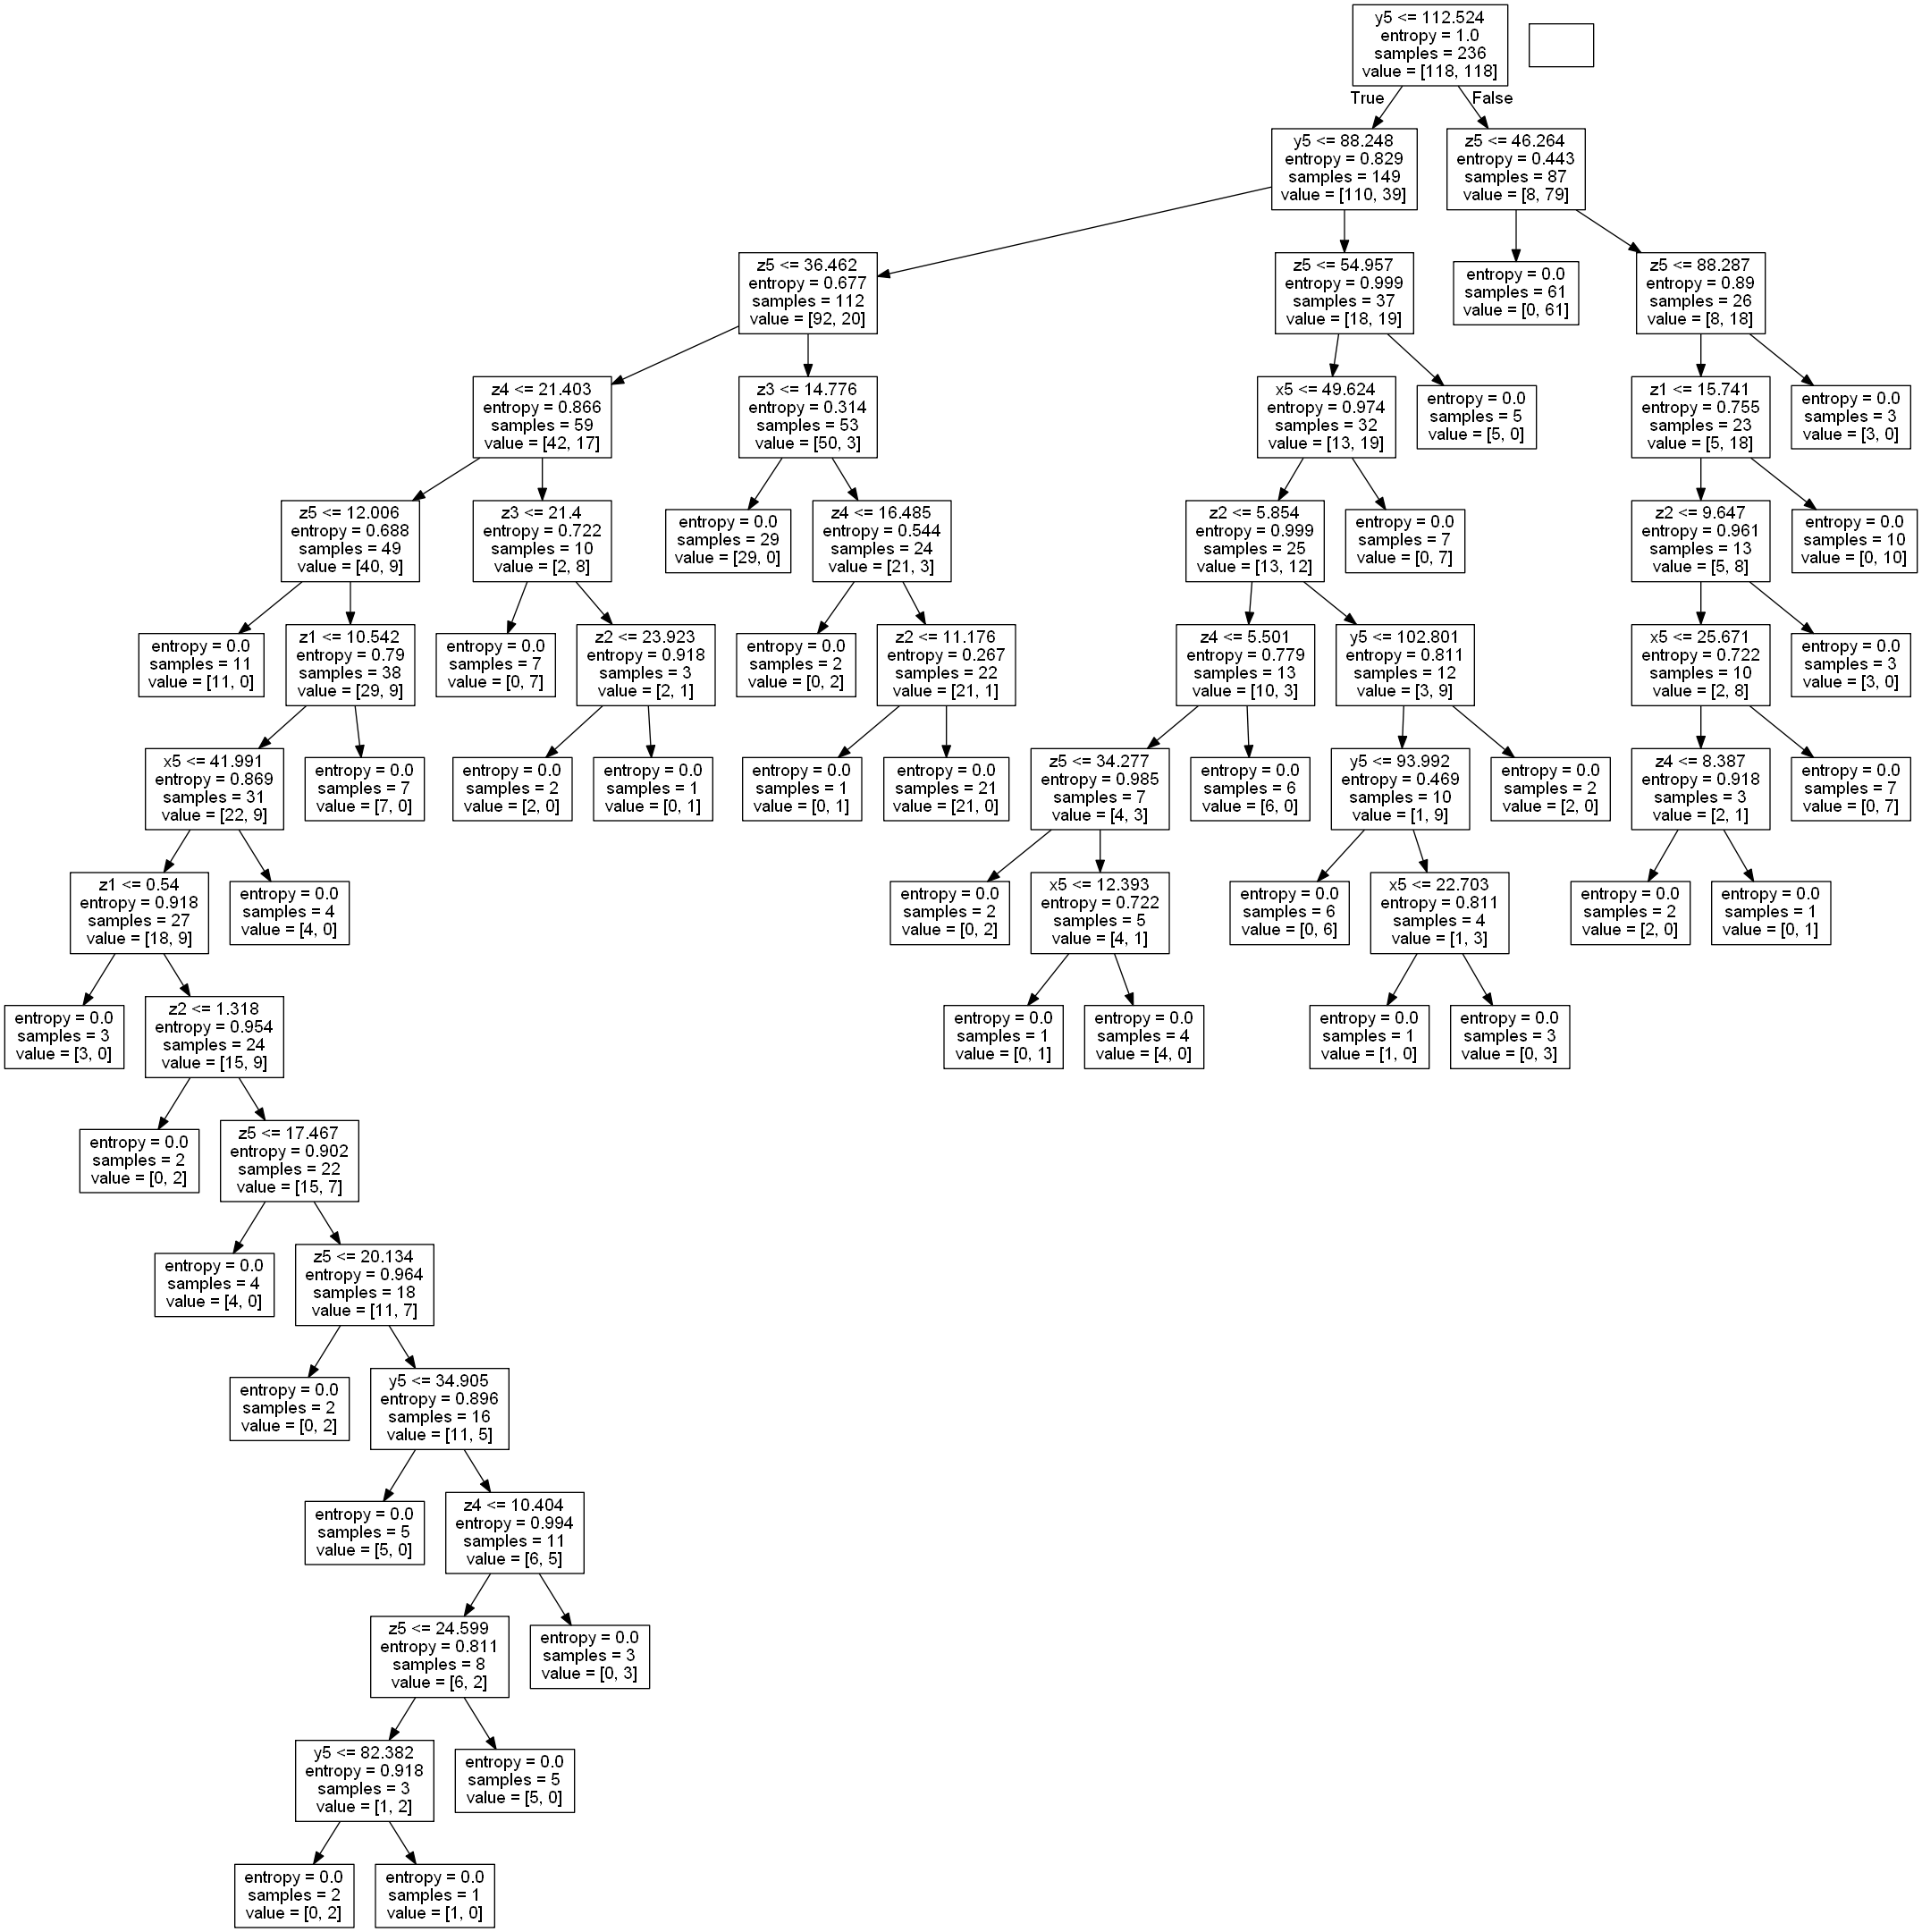 y5 <= 112.524
entropy = 1.0
samples = 236
value = [118, 118]
True
False
y5 <= 88.248
entropy = 0.829
samples = 149
value = [110, 39]
z5 <= 46.264
entropy = 0.443
samples = 87
value = [8, 79]
z5 <= 36.462
entropy = 0.677
samples = 112
value = [92, 20]
z5 <= 54.957
entropy = 0.999
samples = 37
value = [18, 19]
entropy = 0.0
samples = 61
value = [0, 61]
z5 <= 88.287
entropy = 0.89
samples = 26
value = [8, 18]
z4 <= 21.403
entropy = 0.866
samples = 59
value = [42, 17]
z3 <= 14.776
entropy = 0.314
samples = 53
value = [50, 3]
x5 <= 49.624
entropy = 0.974
samples = 32
value = [13, 19]
entropy = 0.0
samples = 5
value = [5, 0]
z1 <= 15.741
entropy = 0.755
samples = 23
value = [5, 18]
entropy = 0.0
samples = 3
value = [3, 0]
z5 <= 12.006
entropy = 0.688
samples = 49
value = [40, 9]
z3 <= 21.4
entropy = 0.722
samples = 10
value = [2, 8]
entropy = 0.0
samples = 29
value = [29, 0]
z4 <= 16.485
entropy = 0.544
samples = 24
value = [21, 3]
z2 <= 5.854
entropy = 0.999
samples = 25
value = [13, 12]
entropy = 0.0
samples = 7
value = [0, 7]
z2 <= 9.647
entropy = 0.961
samples = 13
value = [5, 8]
entropy = 0.0
samples = 10
value = [0, 10]
entropy = 0.0
samples = 11
value = [11, 0]
z1 <= 10.542
entropy = 0.79
samples = 38
value = [29, 9]
entropy = 0.0
samples = 7
value = [0, 7]
z2 <= 23.923
entropy = 0.918
samples = 3
value = [2, 1]
entropy = 0.0
samples = 2
value = [0, 2]
z2 <= 11.176
entropy = 0.267
samples = 22
value = [21, 1]
z4 <= 5.501
entropy = 0.779
samples = 13
value = [10, 3]
y5 <= 102.801
entropy = 0.811
samples = 12
value = [3, 9]
x5 <= 25.671
entropy = 0.722
samples = 10
value = [2, 8]
entropy = 0.0
samples = 3
value = [3, 0]
x5 <= 41.991
entropy = 0.869
samples = 31
value = [22, 9]
entropy = 0.0
samples = 7
value = [7, 0]
entropy = 0.0
samples = 2
value = [2, 0]
entropy = 0.0
samples = 1
value = [0, 1]
entropy = 0.0
samples = 1
value = [0, 1]
entropy = 0.0
samples = 21
value = [21, 0]
z5 <= 34.277
entropy = 0.985
samples = 7
value = [4, 3]
entropy = 0.0
samples = 6
value = [6, 0]
y5 <= 93.992
entropy = 0.469
samples = 10
value = [1, 9]
entropy = 0.0
samples = 2
value = [2, 0]
z4 <= 8.387
entropy = 0.918
samples = 3
value = [2, 1]
entropy = 0.0
samples = 7
value = [0, 7]
z1 <= 0.54
entropy = 0.918
samples = 27
value = [18, 9]
entropy = 0.0
samples = 4
value = [4, 0]
entropy = 0.0
samples = 2
value = [0, 2]
x5 <= 12.393
entropy = 0.722
samples = 5
value = [4, 1]
entropy = 0.0
samples = 6
value = [0, 6]
x5 <= 22.703
entropy = 0.811
samples = 4
value = [1, 3]
entropy = 0.0
samples = 2
value = [2, 0]
entropy = 0.0
samples = 1
value = [0, 1]
entropy = 0.0
samples = 3
value = [3, 0]
z2 <= 1.318
entropy = 0.954
samples = 24
value = [15, 9]
entropy = 0.0
samples = 1
value = [0, 1]
entropy = 0.0
samples = 4
value = [4, 0]
entropy = 0.0
samples = 1
value = [1, 0]
entropy = 0.0
samples = 3
value = [0, 3]
entropy = 0.0
samples = 2
value = [0, 2]
z5 <= 17.467
entropy = 0.902
samples = 22
value = [15, 7]
entropy = 0.0
samples = 4
value = [4, 0]
z5 <= 20.134
entropy = 0.964
samples = 18
value = [11, 7]
entropy = 0.0
samples = 2
value = [0, 2]
y5 <= 34.905
entropy = 0.896
samples = 16
value = [11, 5]
entropy = 0.0
samples = 5
value = [5, 0]
z4 <= 10.404
entropy = 0.994
samples = 11
value = [6, 5]
z5 <= 24.599
entropy = 0.811
samples = 8
value = [6, 2]
entropy = 0.0
samples = 3
value = [0, 3]
y5 <= 82.382
entropy = 0.918
samples = 3
value = [1, 2]
entropy = 0.0
samples = 5
value = [5, 0]
entropy = 0.0
samples = 2
value = [0, 2]
entropy = 0.0
samples = 1
value = [1, 0]